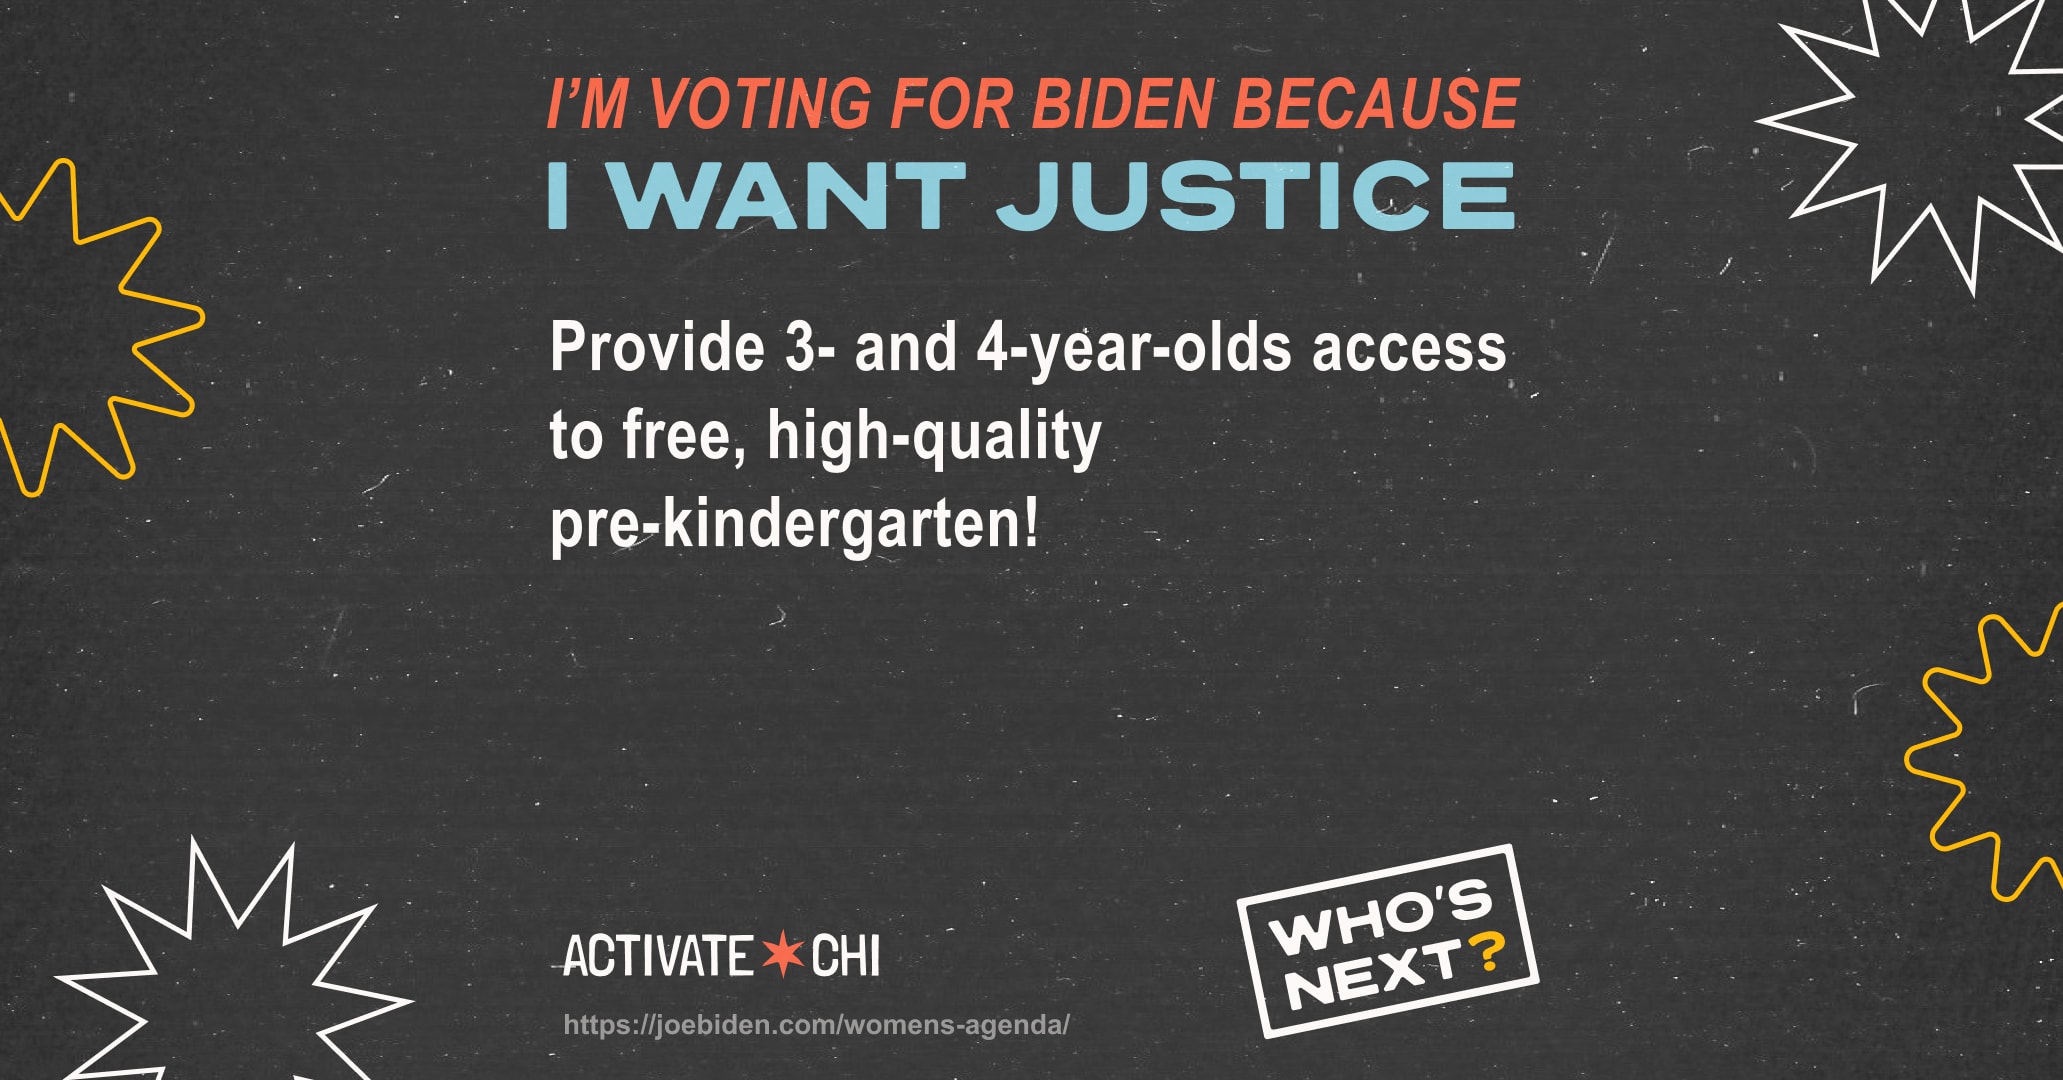 I'M VOTING FOR BIDEN BECAUSE
I WANT JUSTICE
Provide 3- and 4-year-olds access
to free, high-quality
pre-kindergarten!
ACTIVATE CHI
https://joebiden.com/womens-agenda/
WHO'S
NEXT?